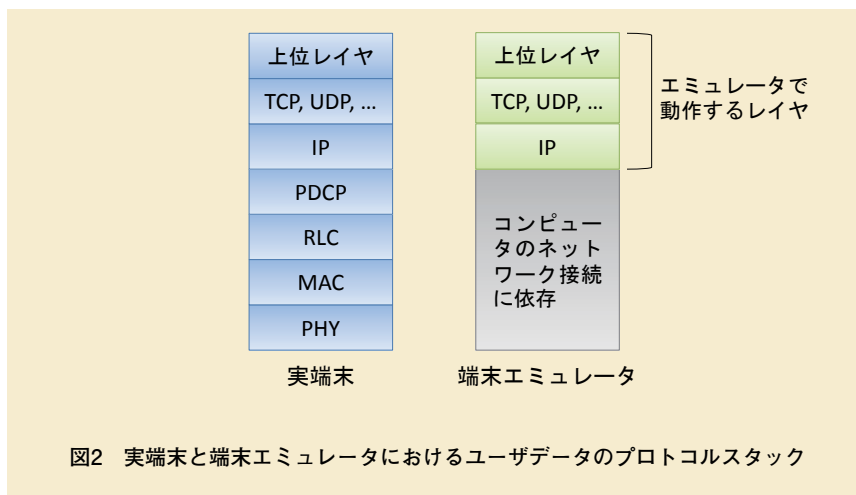 上位レイヤ
TCP, UDP, ...
IP
PDCP
RLC
MAC
PHY
実端末
上位レイヤ
TCP, UDP, ...
IP
コンピュー
タのネット
ワーク接続
に依存
端末エミュレータ
エミュレータで
動作するレイヤ
図2 実端末と端末エミュレータにおけるユーザデータのプロトコルスタック